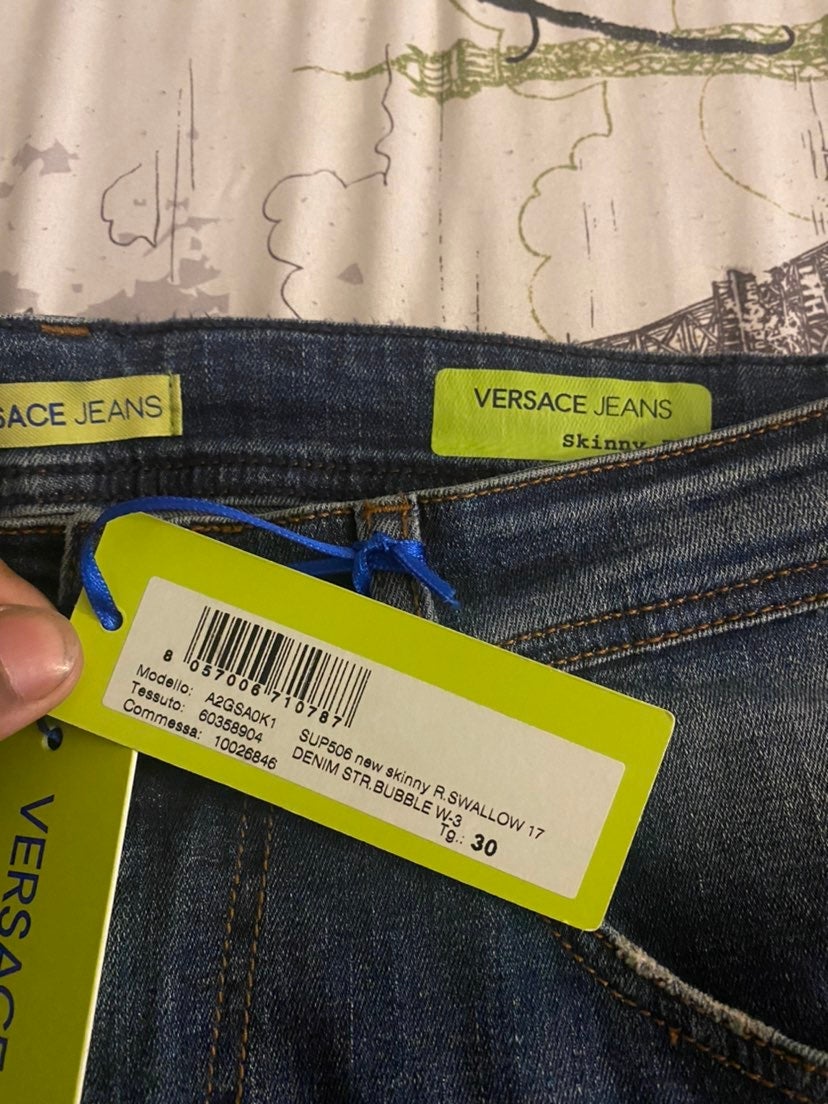 SACE JEANS
VERSACE JEANS
Skinny
8 057006 710787
Modello: A2GSA0K1 SUP506 new skinny R.SWALLOW 17
Tessuto: 60358904 DENIM STR.BUBBLE W-3
Commessa: 10026846 Tg.: 30
VERSACE